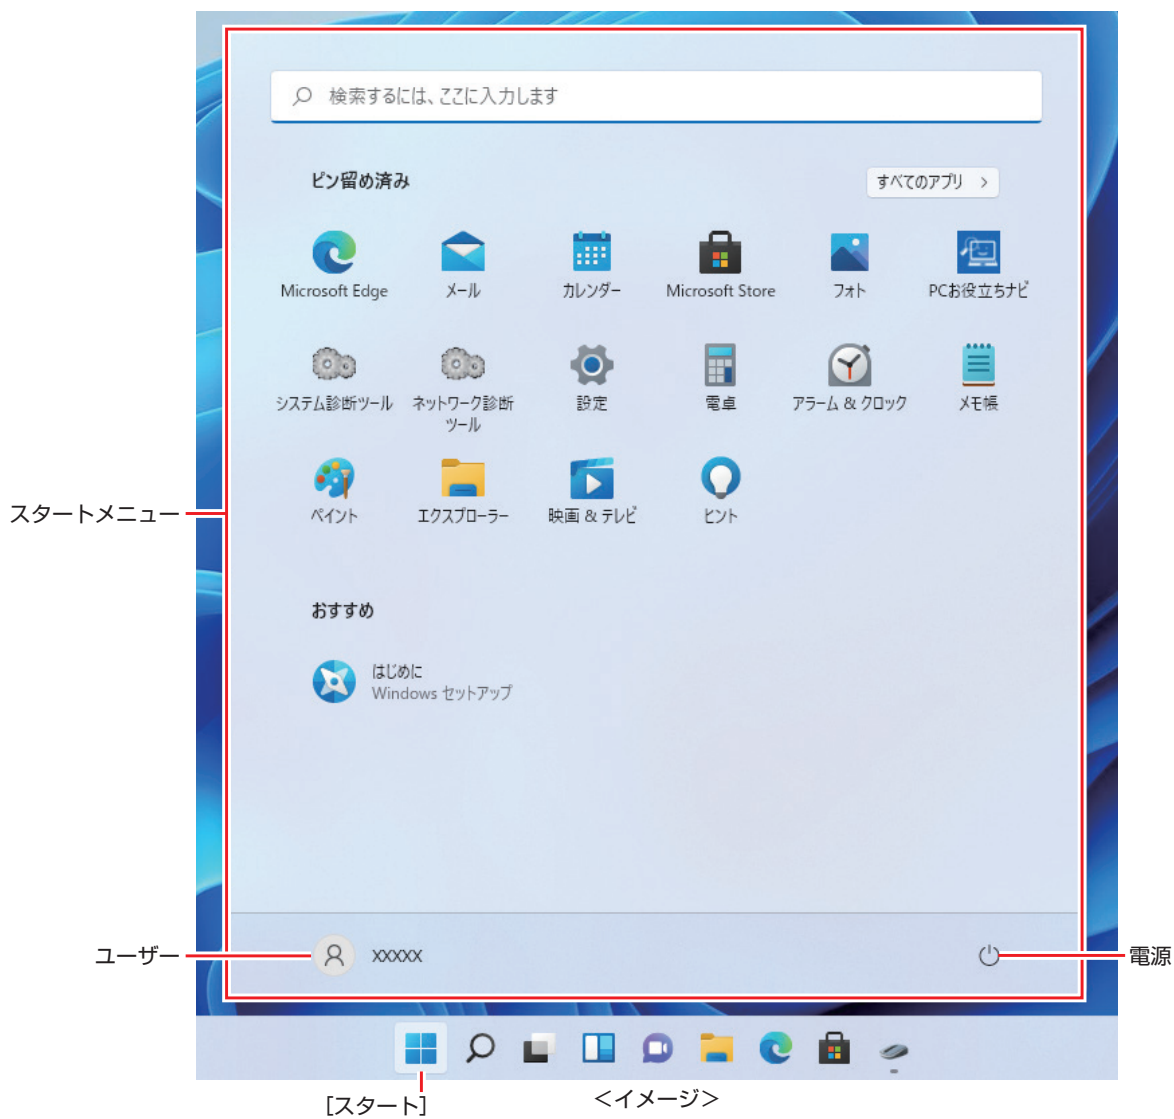 検索するには、ここに入力します
ピン留め済み
すべてのアプリ >
Microsoft Edge
メール
カレンダー
Microsoft Store
フォト
PCお役立ちナビ
システム診断ツール
ネットワーク診断
ツール
設定
電卓
アラーム & クロック
メモ帳
スタートメニュー
ペイント
エクスプローラー
映画 & テレビ
ヒント
おすすめ
はじめに
Windows セットアップ
ユーザー
xxxxx
電源
[スタート]
＜イメージ＞